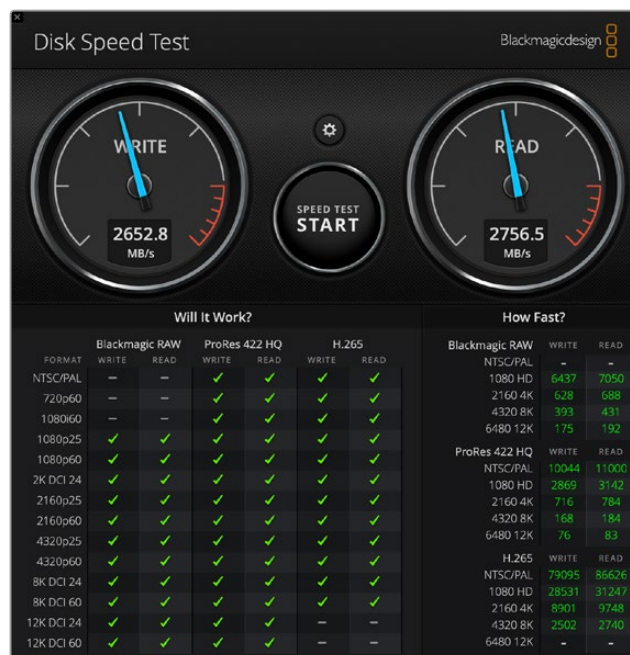 Disk Speed Test
Blackmagicdesign
WRITE
2652.8
MB/s
SPEED TEST
START
READ
2756.5
MB/s
Will It Work?
Blackmagic RAW ProRes 422 HQ H.265
FORMAT WRITE READ WRITE READ WRITE READ
NTSC/PAL – – ✓ ✓ ✓ ✓
720p60 – – ✓ ✓ ✓ ✓
1080i60 – – ✓ ✓ ✓ ✓
1080p25 ✓ ✓ ✓ ✓ ✓ ✓
1080p60 ✓ ✓ ✓ ✓ ✓ ✓
2K DCI 24 ✓ ✓ ✓ ✓ ✓ ✓
2160p25 ✓ ✓ ✓ ✓ ✓ ✓
2160p60 ✓ ✓ ✓ ✓ ✓ ✓
4320p25 ✓ ✓ ✓ ✓ ✓ ✓
4320p60 ✓ ✓ ✓ ✓ ✓ ✓
8K DCI 24 ✓ ✓ ✓ ✓ ✓ ✓
8K DCI 60 ✓ ✓ ✓ ✓ ✓ ✓
12K DCI 24 ✓ ✓ ✓ ✓ – –
12K DCI 60 ✓ ✓ ✓ ✓ – –
How Fast?
Blackmagic RAW WRITE READ
NTSC/PAL - -
1080 HD 6437 7050
2160 4K 628 688
4320 8K 393 431
6480 12K 175 192
ProRes 422 HQ WRITE READ
NTSC/PAL 10044 11000
1080 HD 2869 3142
2160 4K 716 784
4320 8K 168 184
6480 12K 76 83
H.265 WRITE READ
NTSC/PAL 79095 86626
1080 HD 28531 31247
2160 4K 8901 9748
4320 8K 2502 2740
6480 12K - -